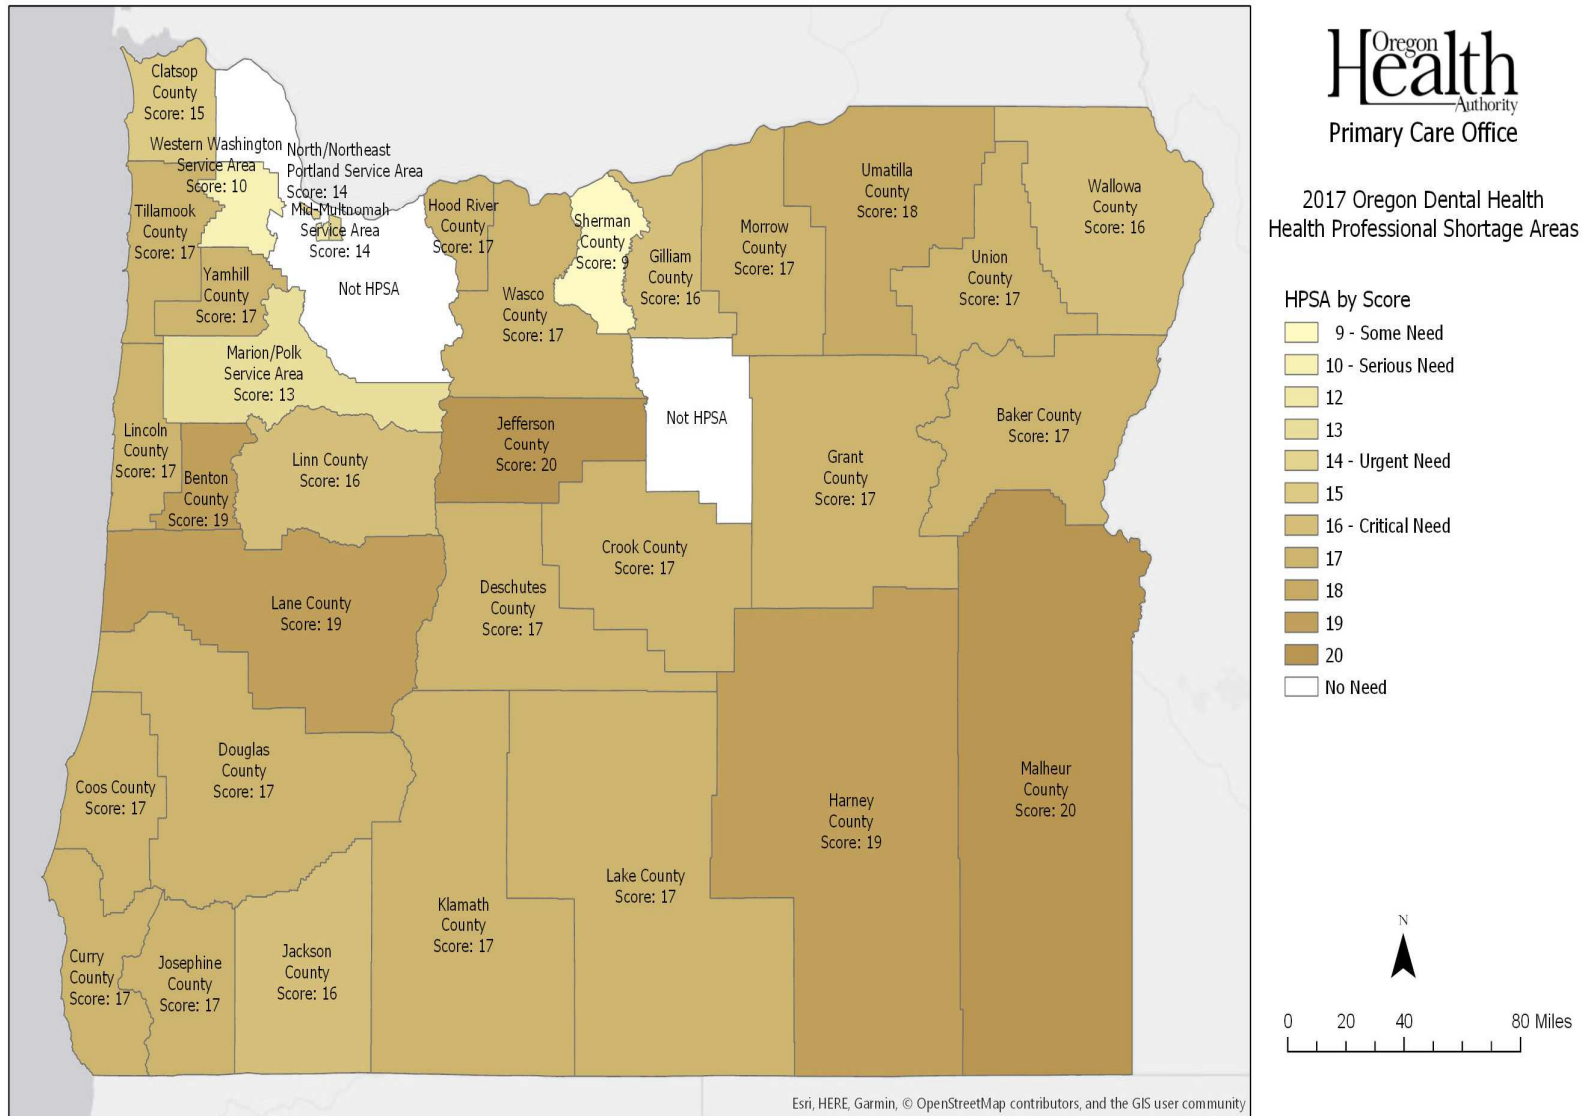 Clatsop
County
Score: 15
Western Washington
Service Area
Score: 10
North/Northeast
Portland Service Area
Score: 14
Mid-Multnomah
Service Area
Score: 14
Tillamook
County
Score: 17
Yamhill
County
Score: 17
Not HPSA
Hood River
County
Score: 17
Wasco
County
Score: 17
Sherman
County
Score: 9
Gilliam
County
Score: 16
Morrow
County
Score: 17
Umatilla
County
Score: 18
Union
County
Score: 17
Wallowa
County
Score: 16
Marion/Polk
Service Area
Score: 13
Lincoln
County
Score: 17
Benton
County
Score: 19
Linn County
Score: 16
Jefferson
County
Score: 20
Not HPSA
Grant
County
Score: 17
Baker County
Score: 17
Crook County
Score: 17
Deschutes
County
Score: 17
Lane County
Score: 19
Douglas
County
Score: 17
Coos County
Score: 17
Curry
County
Score: 17
Josephine
County
Score: 17
Jackson
County
Score: 16
Klamath
County
Score: 17
Lake County
Score: 17
Harney
County
Score: 19
Malheur
County
Score: 20
Esri, HERE, Garmin, © OpenStreetMap contributors, and the GIS user community
Oregon
Health
Authority
Primary Care Office
2017 Oregon Dental Health
Health Professional Shortage Areas
HPSA by Score
9 - Some Need
10 - Serious Need
12
13
14 - Urgent Need
15
16 - Critical Need
17
18
19
20
No Need
N
0 20 40 80 Miles